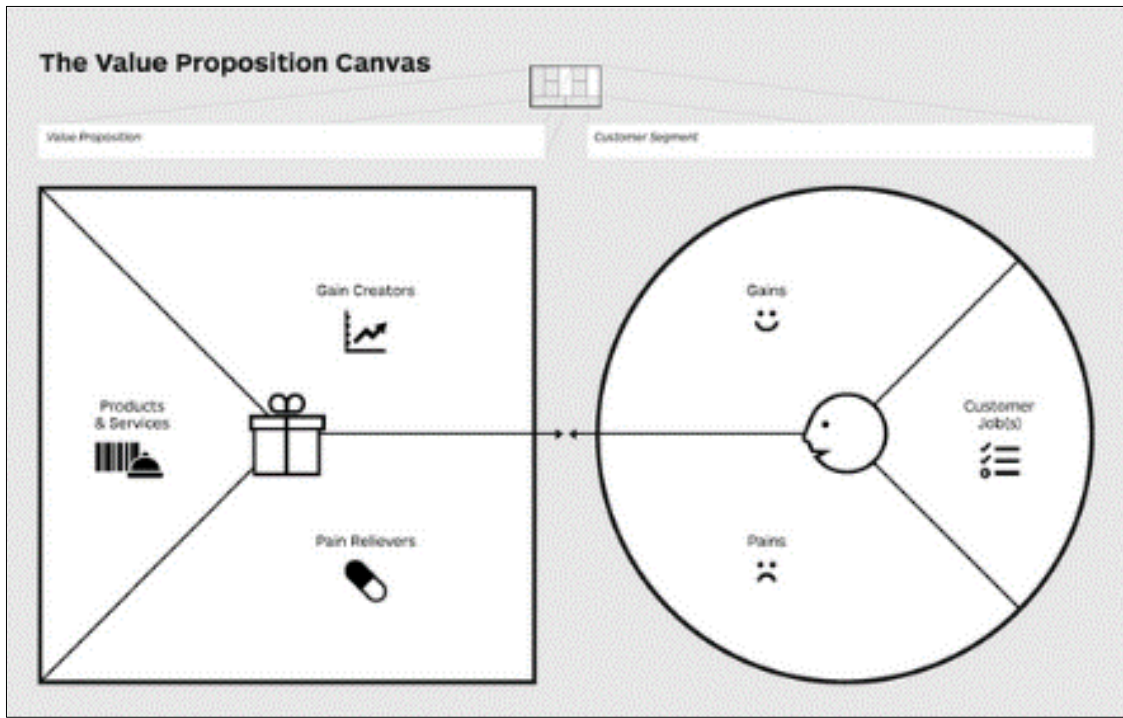 The Value Proposition Canvas
Value Proposition
Customer Segment
Gain Creators
Gains
Products
& Services
Customer
Job(s)
Pain Relievers
Pains